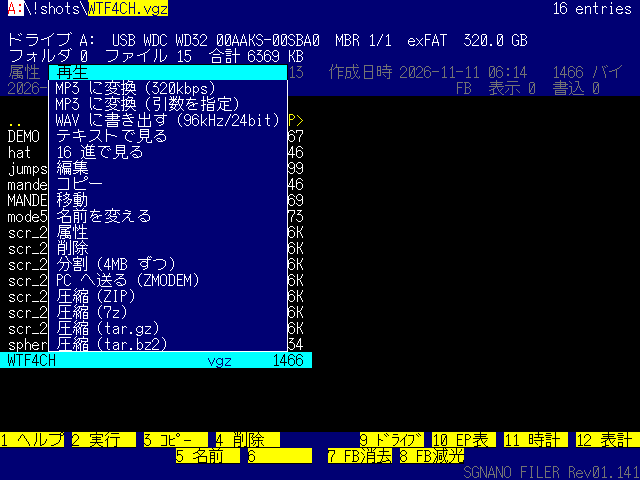 A:\!shots\WTF4CH.vgz 16 entries
ドライブ A: USB WDC WD32 00AAKS-00SBA0 MBR 1/1 exFAT 320.0 GB
フォルダ 0 ファイル 15 合計 6369 KB
属性 13 作成日時 2026-11-11 06:14 1466 バイ
2026- FB 表示 0 書込 0
再生
MP3 に変換 (320kbps)
MP3 に変換 (引数を指定)
WAV に書き出す (96kHz/24bit)
テキストで見る
16 進で見る
編集
コピー
移動
名前を変える
属性
削除
分割 (4MB ずつ)
PC へ送る (ZMODEM)
圧縮 (ZIP)
圧縮 (7z)
圧縮 (tar.gz)
圧縮 (tar.bz2)
.. P>
DEMO 67
hat 46
jumps 99
mande 46
MANDE 69
mode5 73
scr_2 6K
scr_2 6K
scr_2 6K
scr_2 6K
scr_2 6K
scr_2 6K
scr_2 6K
spher 34
WTF4CH vgz 1466
1 ヘルプ 2 実行 3 コピー 4 削除 9 ドライブ 10 EP表 11 時計 12 表計
5 名前 6 7 FB消去 8 FB減光
SGNANO FILER Rev01.141